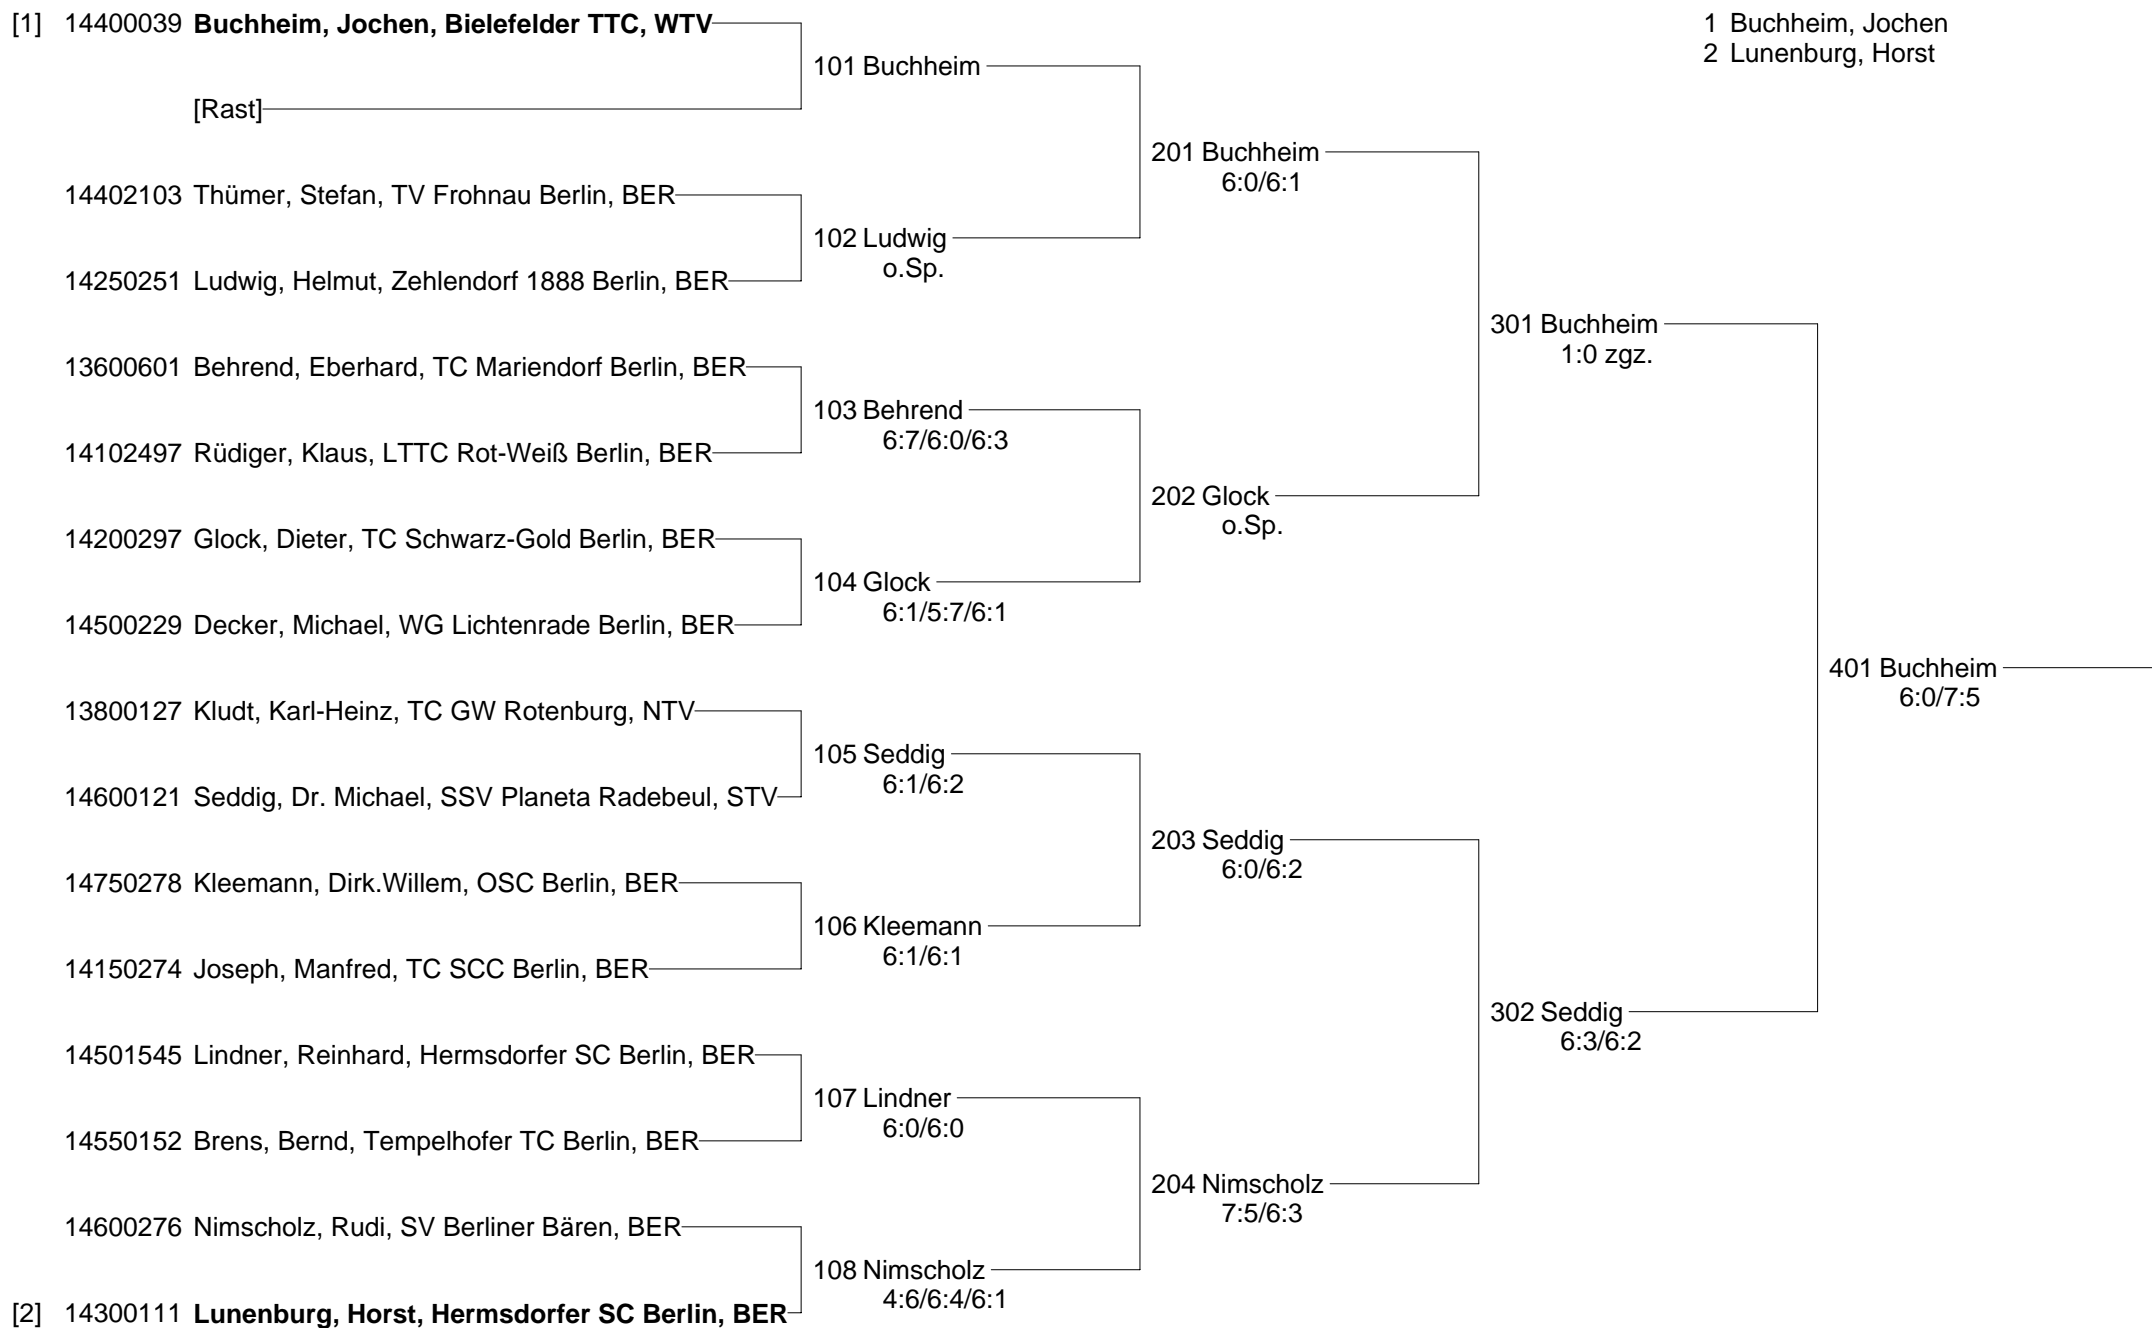 [1] 14400039 Buchheim, Jochen, Bielefelder TTC, WTV
1 Buchheim, Jochen
2 Lunenburg, Horst
101 Buchheim
[Rast]
201 Buchheim
6:0/6:1
14402103 Thümer, Stefan, TV Frohnau Berlin, BER
102 Ludwig
o.Sp.
14250251 Ludwig, Helmut, Zehlendorf 1888 Berlin, BER
301 Buchheim
1:0 zgz.
13600601 Behrend, Eberhard, TC Mariendorf Berlin, BER
103 Behrend
6:7/6:0/6:3
14102497 Rüdiger, Klaus, LTTC Rot-Weiß Berlin, BER
202 Glock
o.Sp.
14200297 Glock, Dieter, TC Schwarz-Gold Berlin, BER
104 Glock
6:1/5:7/6:1
14500229 Decker, Michael, WG Lichtenrade Berlin, BER
401 Buchheim
6:0/7:5
13800127 Kludt, Karl-Heinz, TC GW Rotenburg, NTV
105 Seddig
6:1/6:2
14600121 Seddig, Dr. Michael, SSV Planeta Radebeul, STV
203 Seddig
6:0/6:2
14750278 Kleemann, Dirk.Willem, OSC Berlin, BER
106 Kleemann
6:1/6:1
14150274 Joseph, Manfred, TC SCC Berlin, BER
302 Seddig
6:3/6:2
14501545 Lindner, Reinhard, Hermsdorfer SC Berlin, BER
107 Lindner
6:0/6:0
14550152 Brens, Bernd, Tempelhofer TC Berlin, BER
204 Nimscholz
7:5/6:3
14600276 Nimscholz, Rudi, SV Berliner Bären, BER
108 Nimscholz
4:6/6:4/6:1
[2] 14300111 Lunenburg, Horst, Hermsdorfer SC Berlin, BER